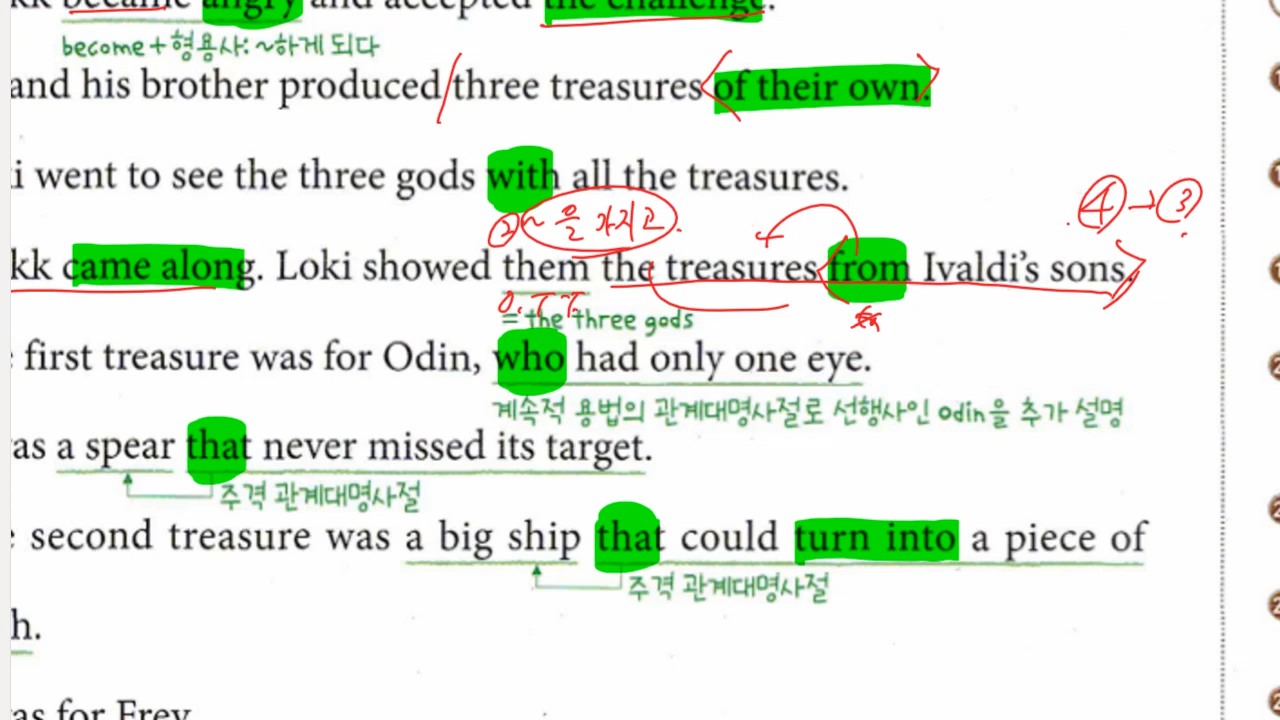 kk became angry and accepted the challenge.
become + 형용사: ~하게 되다
and his brother produced / three treasures of their own.
i went to see the three gods with all the treasures.
② ~을 가지고.
④ → ③
kk came along. Loki showed them the treasures from Ivaldi's sons.
= the three gods
first treasure was for Odin, who had only one eye.
계속적 용법의 관계대명사절로 선행사인 odin을 추가 설명
as a spear that never missed its target.
주격 관계대명사절
second treasure was a big ship that could turn into a piece of
주격 관계대명사절
h.
as for Frey